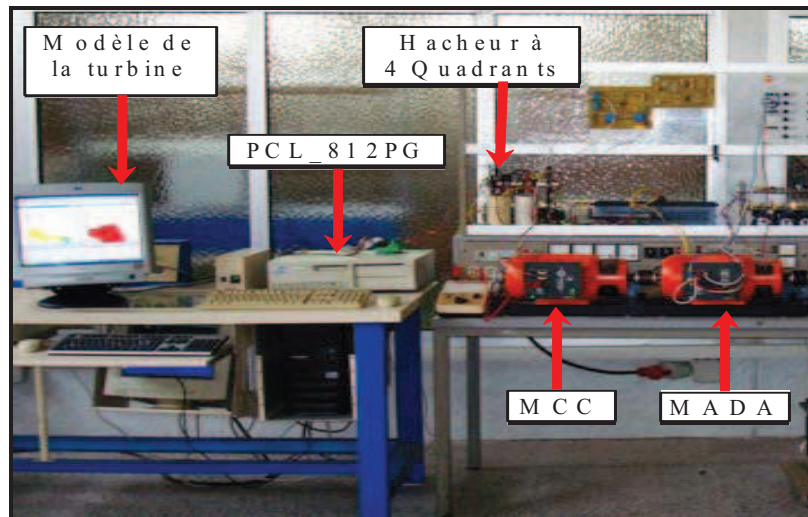 Modèle de
la turbine
Hacheur à
4 Quadrants
PCL_812PG
MCC
MADA